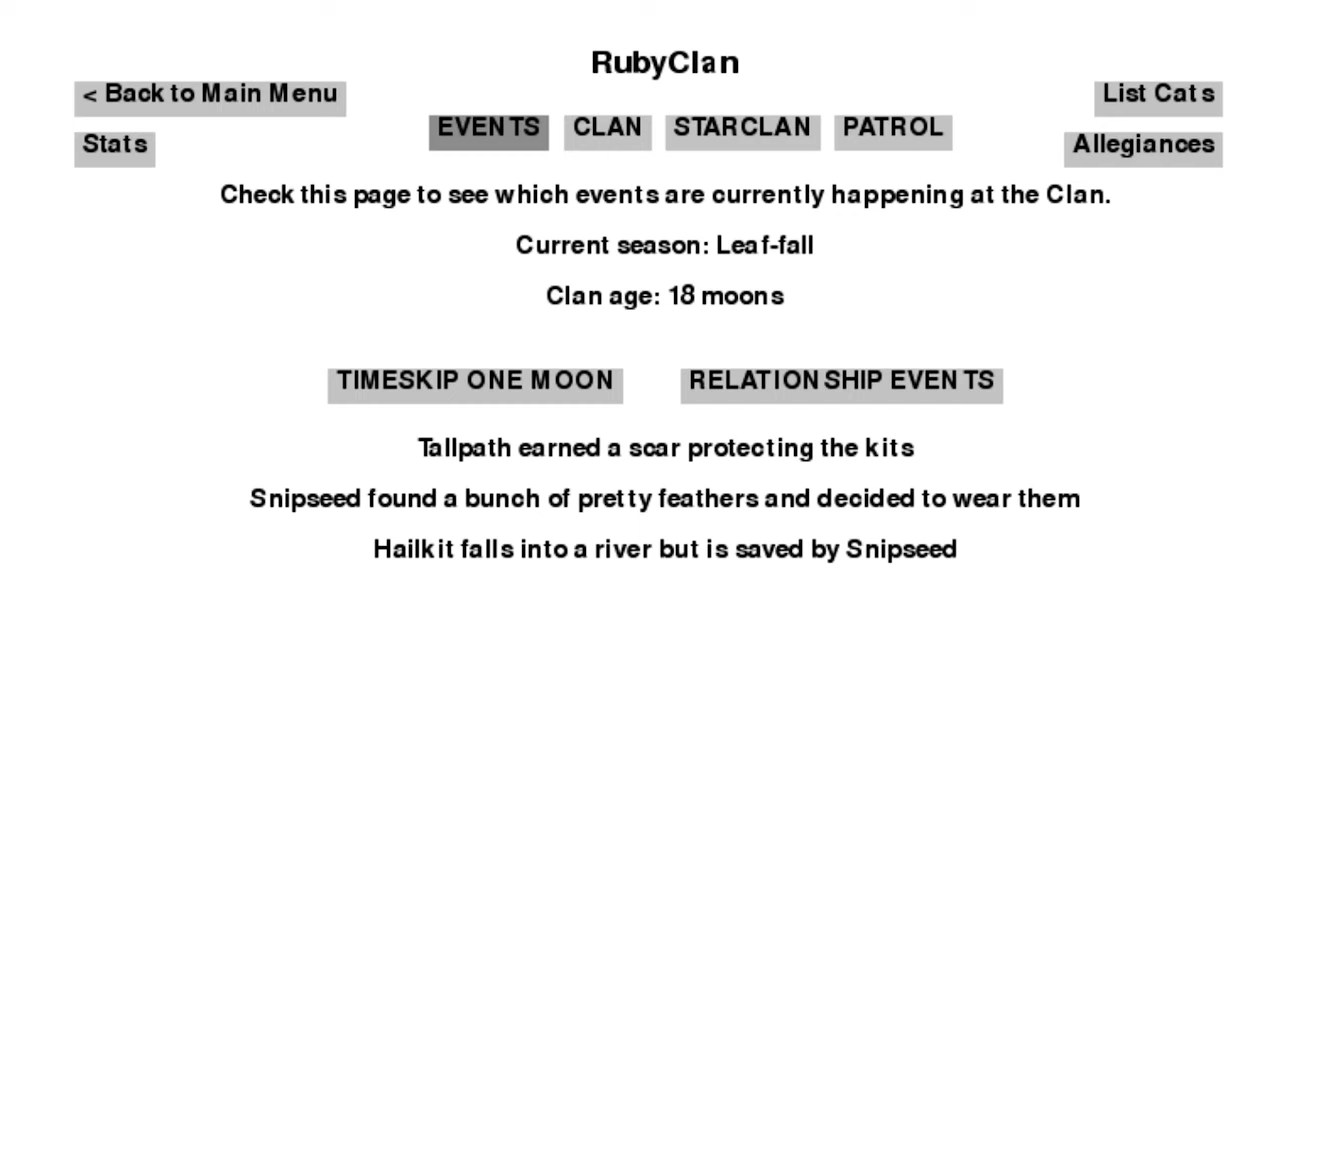 RubyClan
< Back to Main Menu
List Cats
EVENTS CLAN STARCLAN PATROL
Stats
Allegiances
Check this page to see which events are currently happening at the Clan.
Current season: Leaf-fall
Clan age: 18 moons
TIMESKIP ONE MOON RELATIONSHIP EVENTS
Tallpath earned a scar protecting the kits
Snipseed found a bunch of pretty feathers and decided to wear them
Hailkit falls into a river but is saved by Snipseed